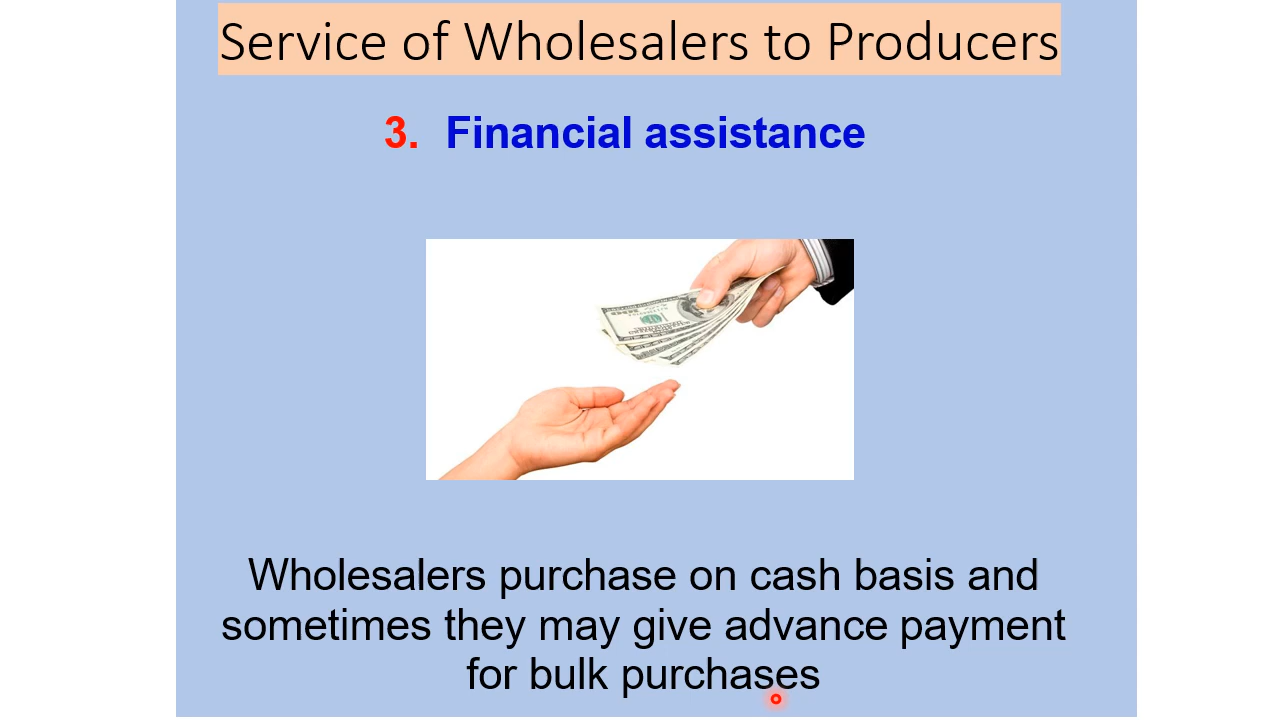 Service of Wholesalers to Producers
3. Financial assistance
Wholesalers purchase on cash basis and
sometimes they may give advance payment
for bulk purchases